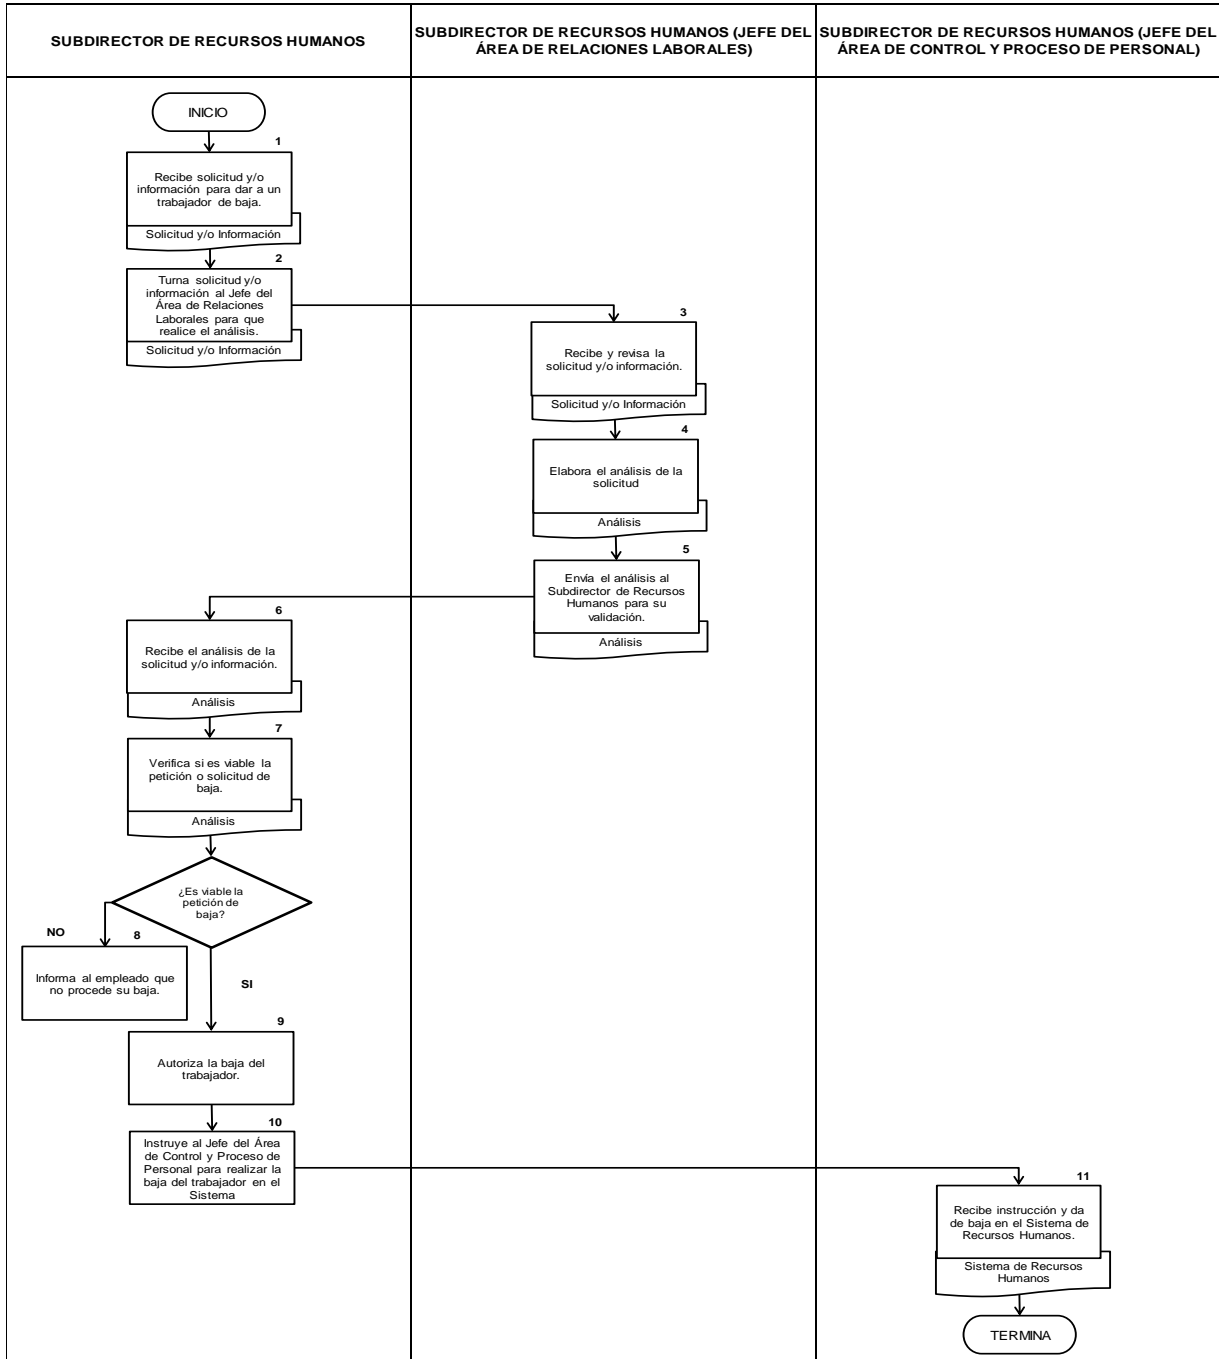 SUBDIRECTOR DE RECURSOS HUMANOS
SUBDIRECTOR DE RECURSOS HUMANOS (JEFE DEL
ÁREA DE RELACIONES LABORALES)
SUBDIRECTOR DE RECURSOS HUMANOS (JEFE DEL
ÁREA DE CONTROL Y PROCESO DE PERSONAL)
INICIO
1
Recibe solicitud y/o
información para dar a un
trabajador de baja.
Solicitud y/o Información
2
Turna solicitud y/o
información al Jefe del
Área de Relaciones
Laborales para que
realice el análisis.
Solicitud y/o Información
3
Recibe y revisa la
solicitud y/o información.
Solicitud y/o Información
4
Elabora el análisis de la
solicitud
Análisis
5
Envía el análisis al
Subdirector de Recursos
Humanos para su
validación.
Análisis
6
Recibe el análisis de la
solicitud y/o información.
Análisis
7
Verifica si es viable la
petición o solicitud de
baja.
Análisis
¿Es viable la
petición de
baja?
NO
8
Informa al empleado que
no procede su baja.
SI
9
Autoriza la baja del
trabajador.
10
Instruye al Jefe del Área
de Control y Proceso de
Personal para realizar la
baja del trabajador en el
Sistema
11
Recibe instrucción y da
de baja en el Sistema de
Recursos Humanos.
Sistema de Recursos
Humanos
TERMINA